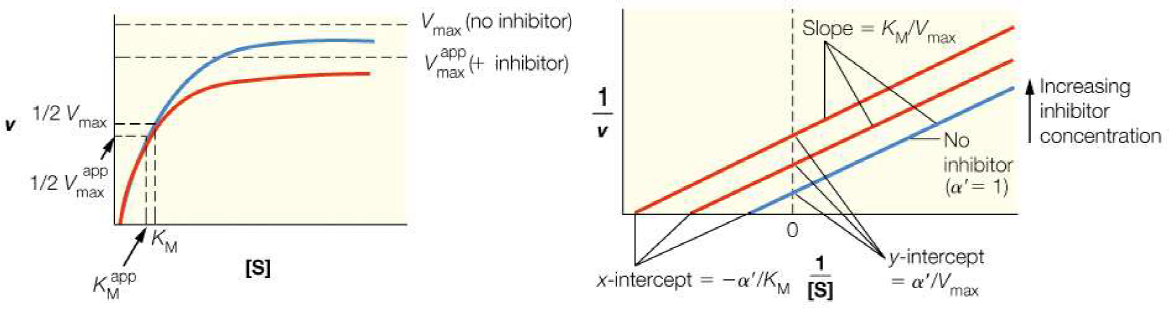 V_max (no inhibitor)
V_max^app (+ inhibitor)
1/2 V_max
v
1/2 V_max^app
K_M
K_M^app
[S]
Slope = K_M/V_max
1/v
Increasing
inhibitor
concentration
No
inhibitor
(α′ = 1)
0
x-intercept = −α′/K_M
1/[S]
y-intercept
= α′/V_max